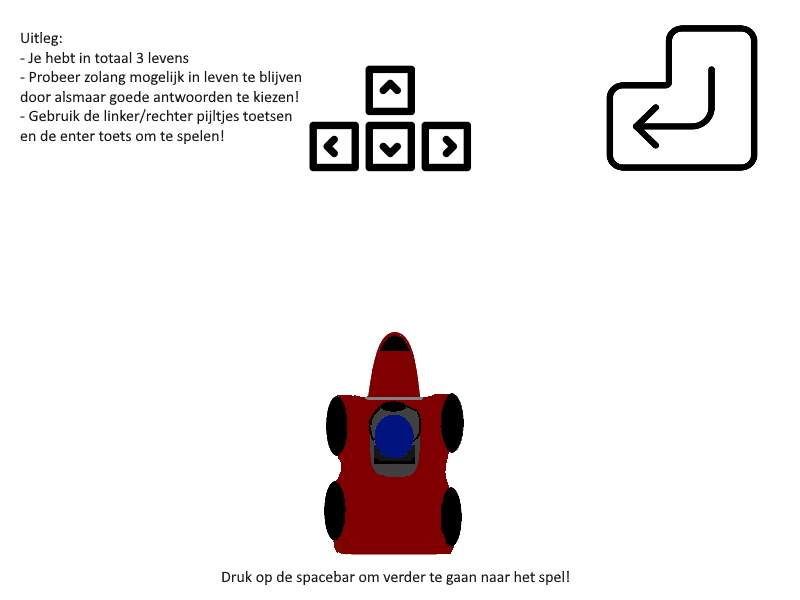 Uitleg:
- Je hebt in totaal 3 levens
- Probeer zolang mogelijk in leven te blijven
door alsmaar goede antwoorden te kiezen!
- Gebruik de linker/rechter pijltjes toetsen
en de enter toets om te spelen!
Druk op de spacebar om verder te gaan naar het spel!